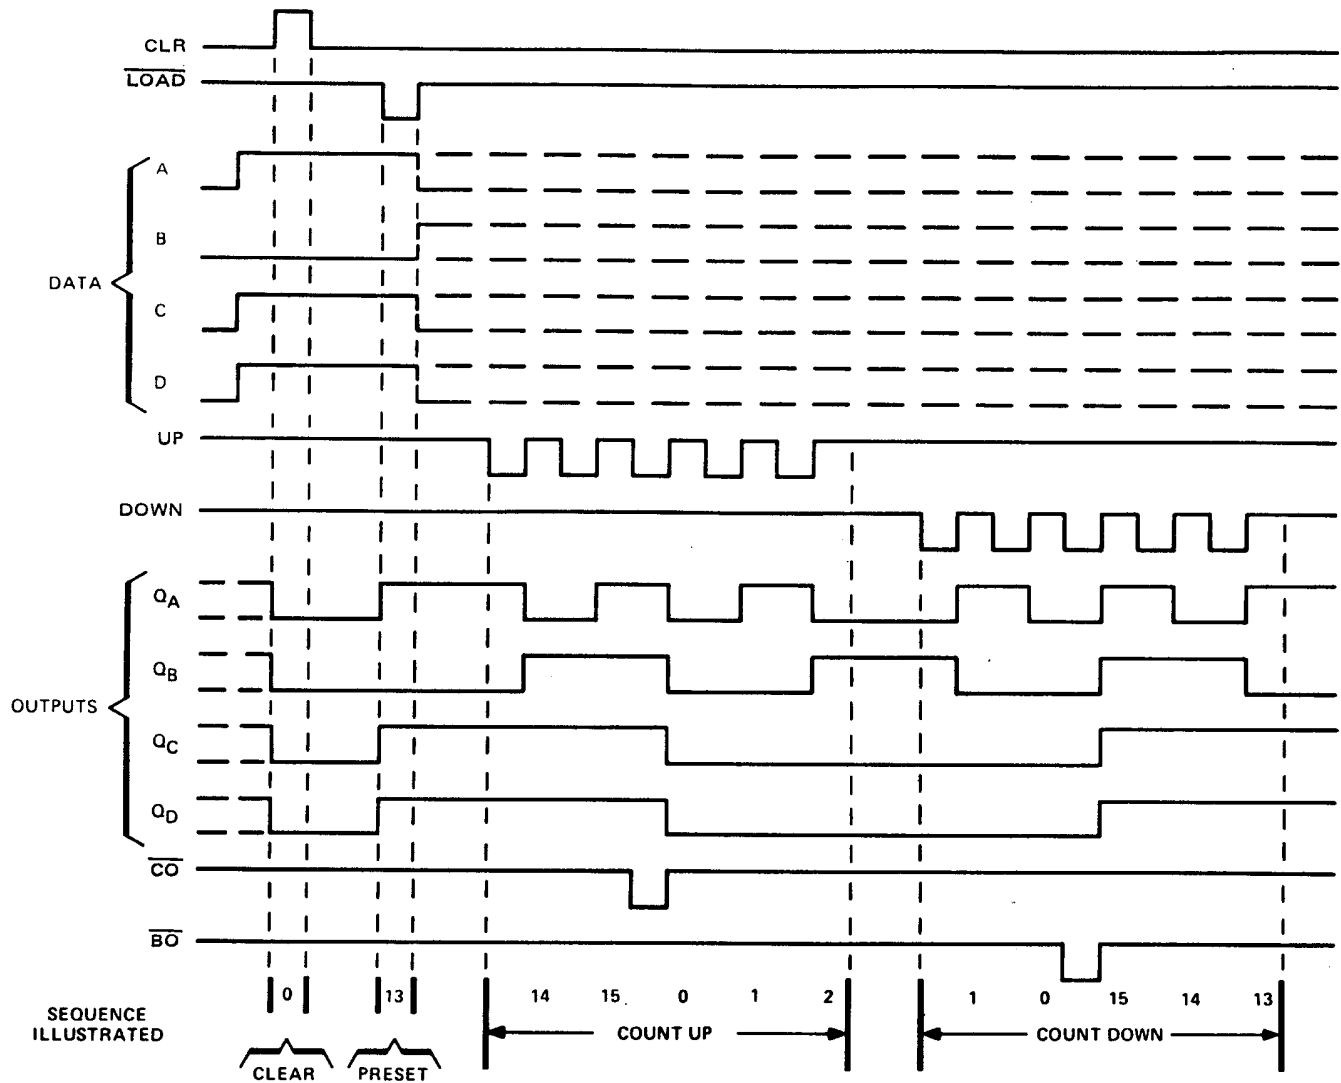 CLR
LOAD
A
B
DATA
C
D
UP
DOWN
QA
QB
OUTPUTS
QC
QD
CO
BO
SEQUENCE
ILLUSTRATED
0 13 14 15 0 1 2 1 0 15 14 13
COUNT UP COUNT DOWN
CLEAR PRESET